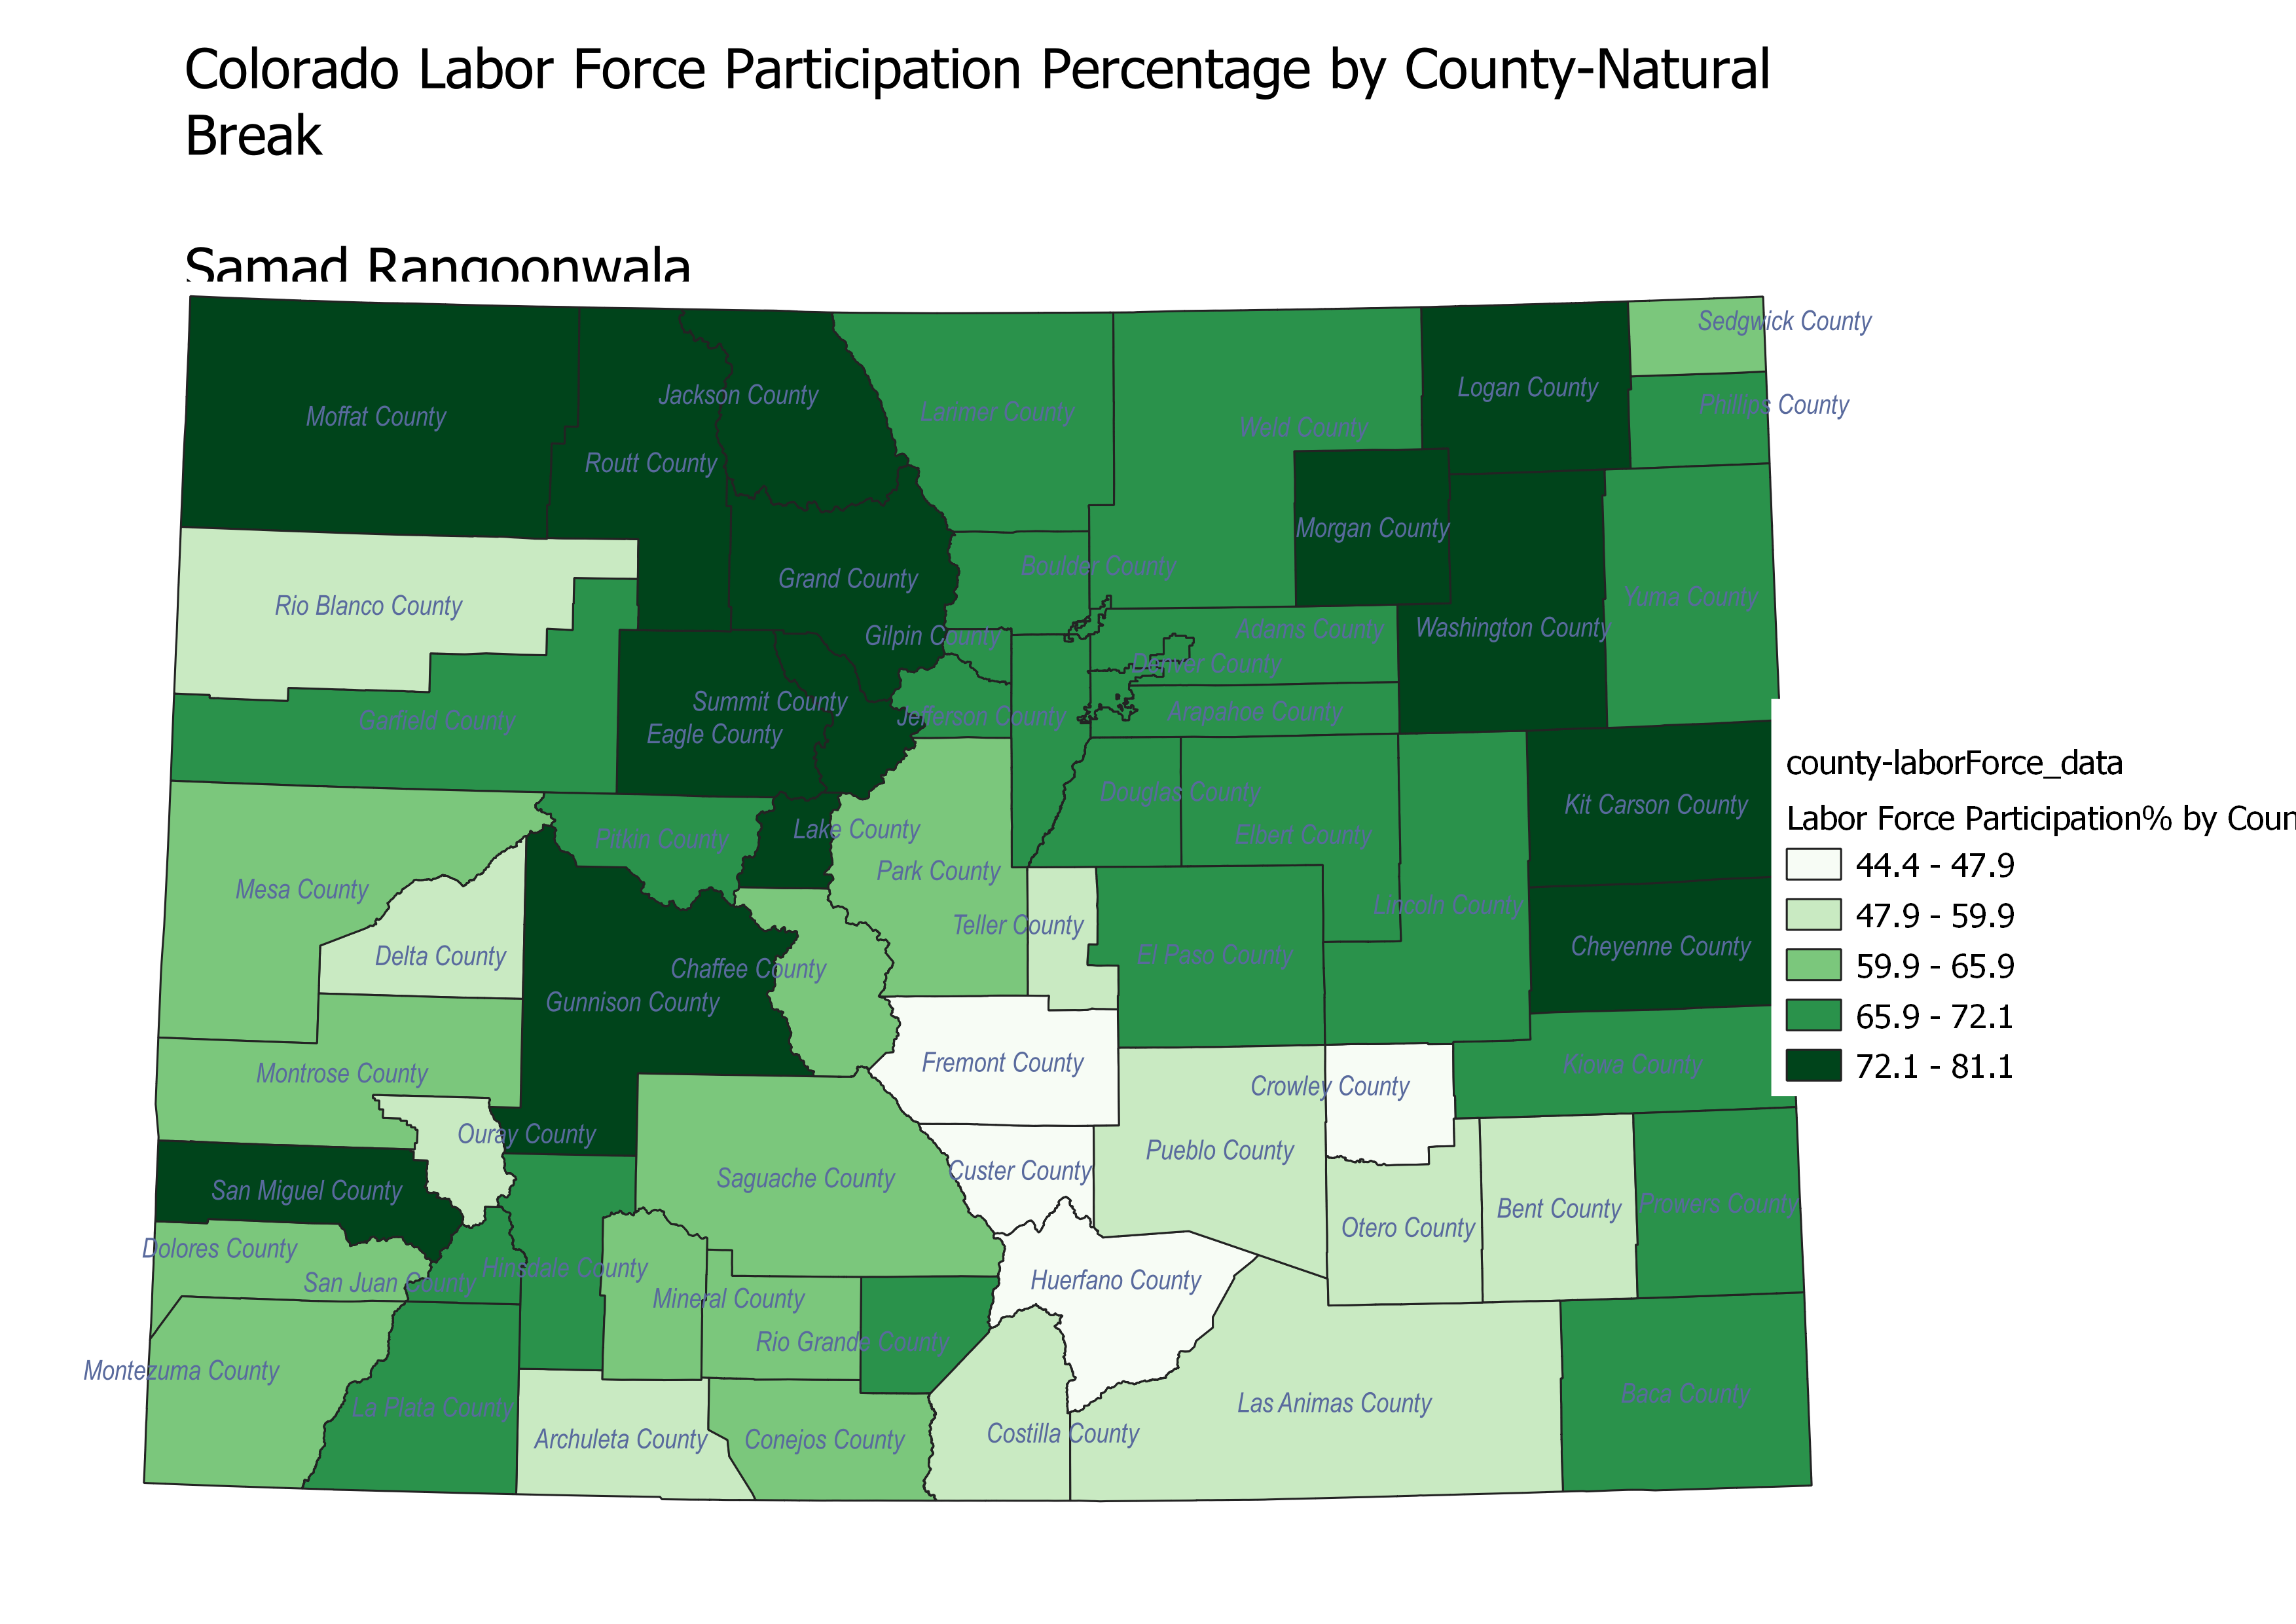 Colorado Labor Force Participation Percentage by County-Natural
Break
Samad Rangoonwala
Sedgwick County
Logan County
Jackson County
Phillips County
Larimer County
Moffat County
Weld County
Routt County
Morgan County
Boulder County
Grand County
Yuma County
Rio Blanco County
Washington County
Adams County
Gilpin County
Denver County
Summit County
Arapahoe County
Jefferson County
Garfield County
Eagle County
county-laborForce_data
Douglas County
Kit Carson County
Labor Force Participation% by Coun
Lake County
Elbert County
Pitkin County
44.4 - 47.9
Park County
Mesa County
Lincoln County
47.9 - 59.9
Teller County
Cheyenne County
El Paso County
Delta County
59.9 - 65.9
Chaffee County
Gunnison County
65.9 - 72.1
Fremont County
Kiowa County
72.1 - 81.1
Montrose County
Crowley County
Ouray County
Pueblo County
Custer County
Saguache County
San Miguel County
Prowers County
Bent County
Otero County
Dolores County
Hinsdale County
Huerfano County
San Juan County
Mineral County
Rio Grande County
Montezuma County
Baca County
Las Animas County
La Plata County
Costilla County
Archuleta County
Conejos County